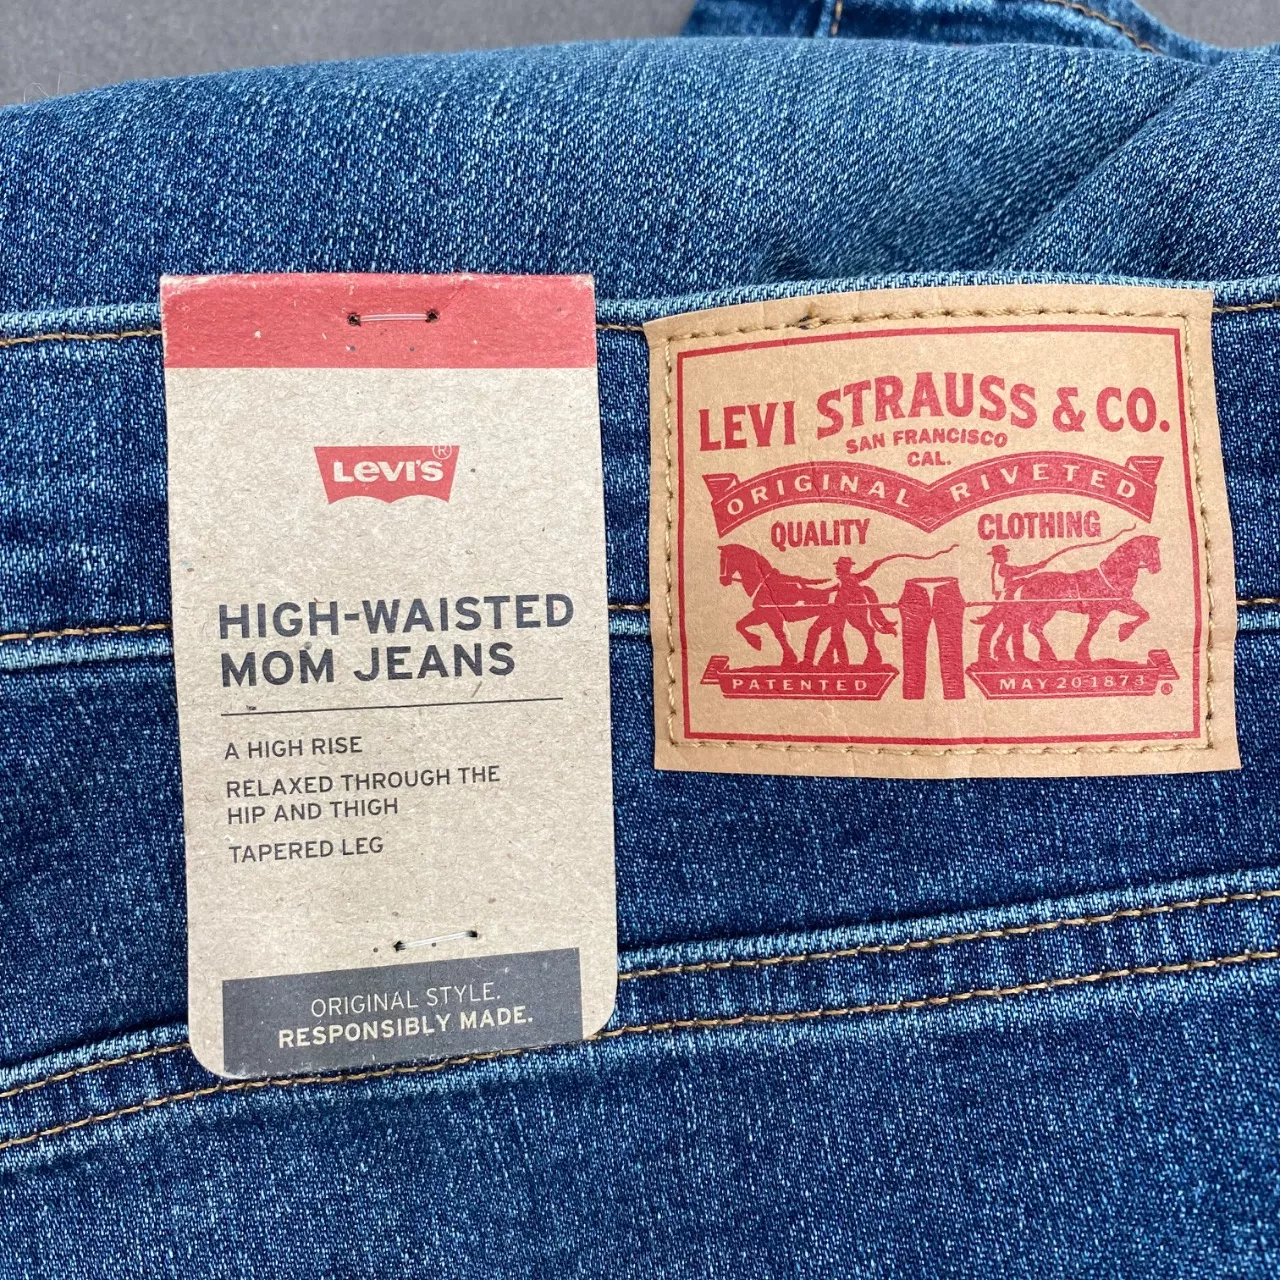 LEVI'S®
HIGH-WAISTED
MOM JEANS
A HIGH RISE
RELAXED THROUGH THE
HIP AND THIGH
TAPERED LEG
ORIGINAL STYLE.
RESPONSIBLY MADE.
LEVI STRAUSS & CO.
SAN FRANCISCO
CAL.
ORIGINAL RIVETED
QUALITY CLOTHING
PATENTED MAY 20 1873 ®